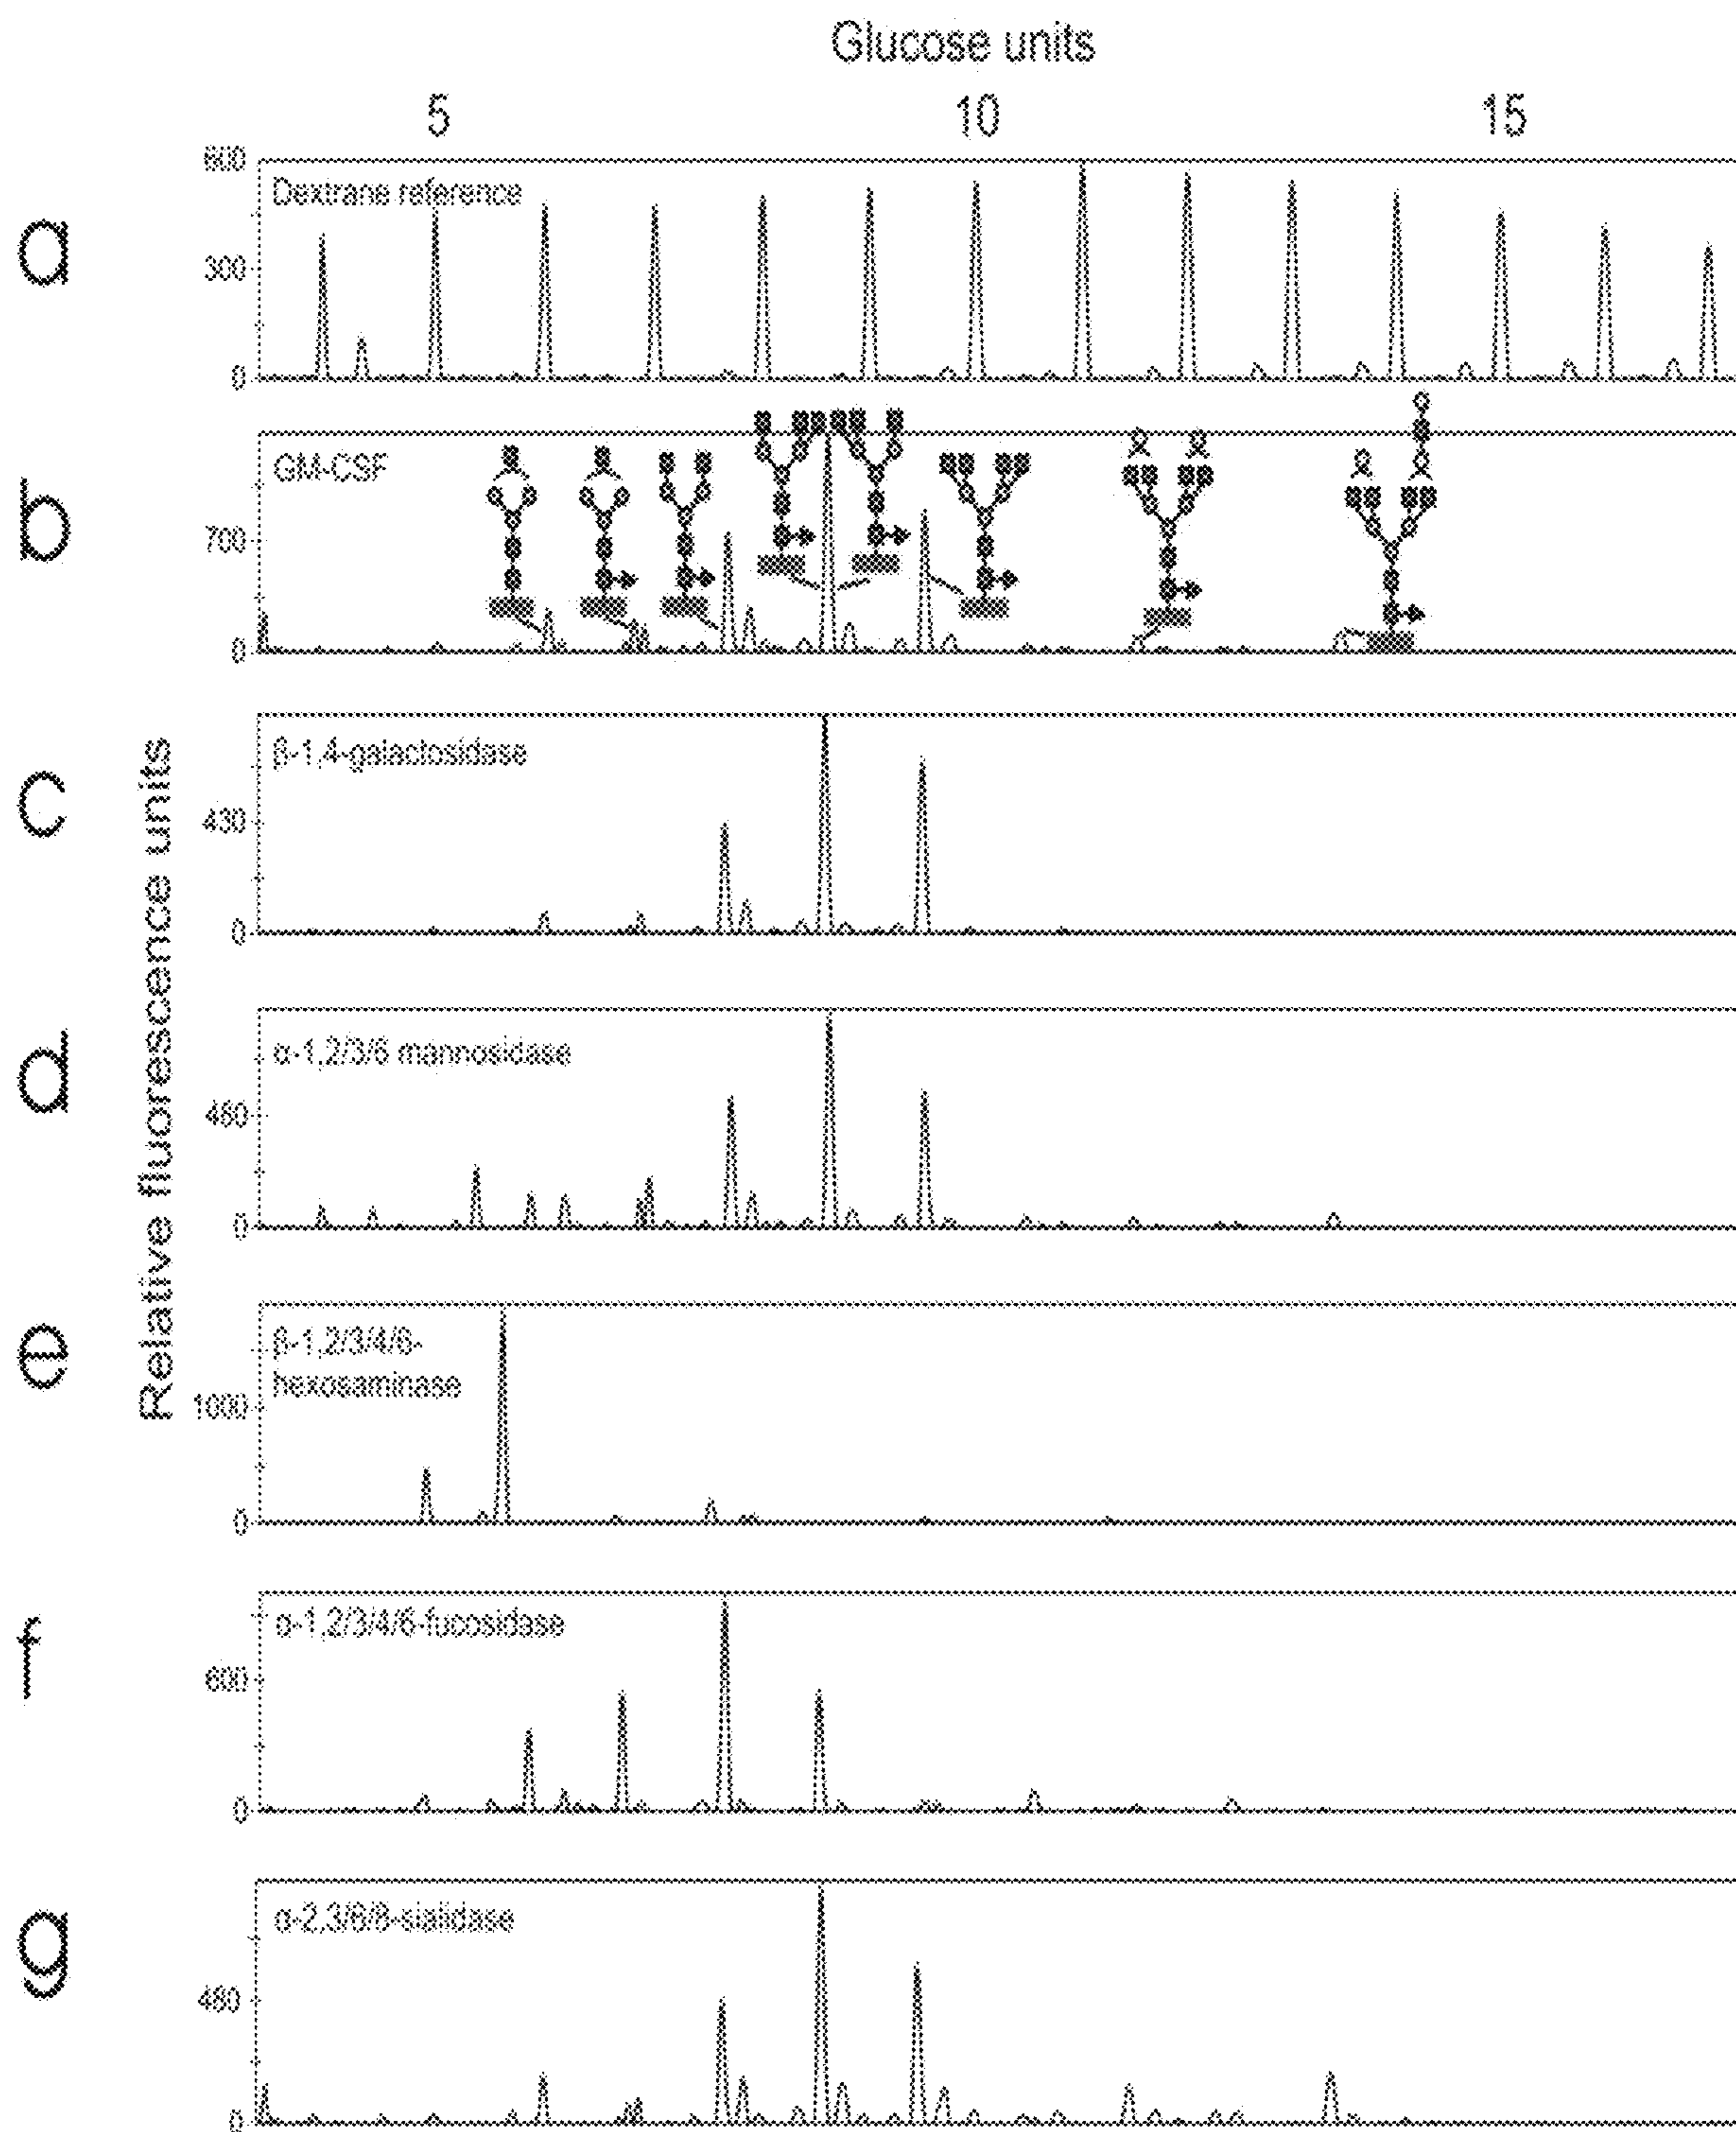 Glucose units
5 10 15
a
600
300
0
Dextrane reference
b
700
0
GM-CSF
c
430
0
β-1,4-galactosidase
d
480
0
α-1,2/3/6 mannosidase
Relative fluorescence units
e
1000
0
β-1,2/3/4/6-
hexosaminase
f
600
0
α-1,2/3/4/6-fucosidase
g
480
0
α-2,3/6/8-sialidase